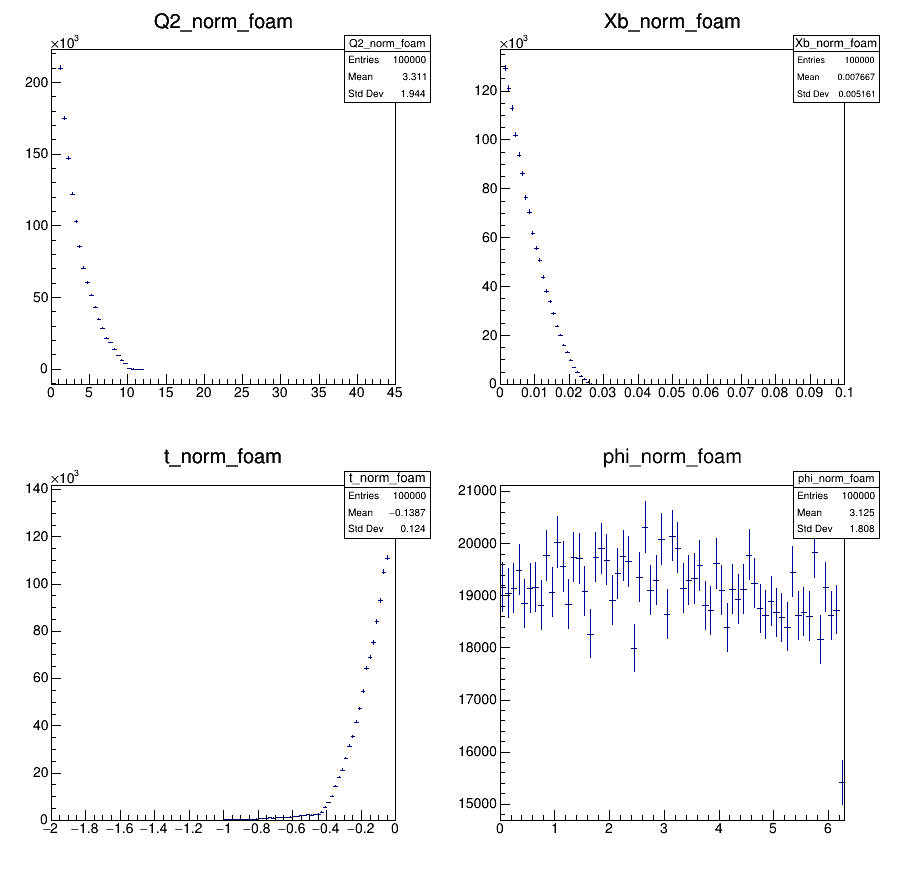 Q2_norm_foam
×10³
Q2_norm_foam
Entries 100000
Mean 3.311
Std Dev 1.944
200
150
100
50
0
0 5 10 15 20 25 30 35 40 45
Xb_norm_foam
×10³
Xb_norm_foam
Entries 100000
Mean 0.007667
Std Dev 0.005161
120
100
80
60
40
20
0
0 0.01 0.02 0.03 0.04 0.05 0.06 0.07 0.08 0.09 0.1
t_norm_foam
×10³
t_norm_foam
Entries 100000
Mean −0.1387
Std Dev 0.124
140
120
100
80
60
40
20
0
−2 −1.8 −1.6 −1.4 −1.2 −1 −0.8 −0.6 −0.4 −0.2 0
phi_norm_foam
phi_norm_foam
Entries 100000
Mean 3.125
Std Dev 1.808
21000
20000
19000
18000
17000
16000
15000
0 1 2 3 4 5 6